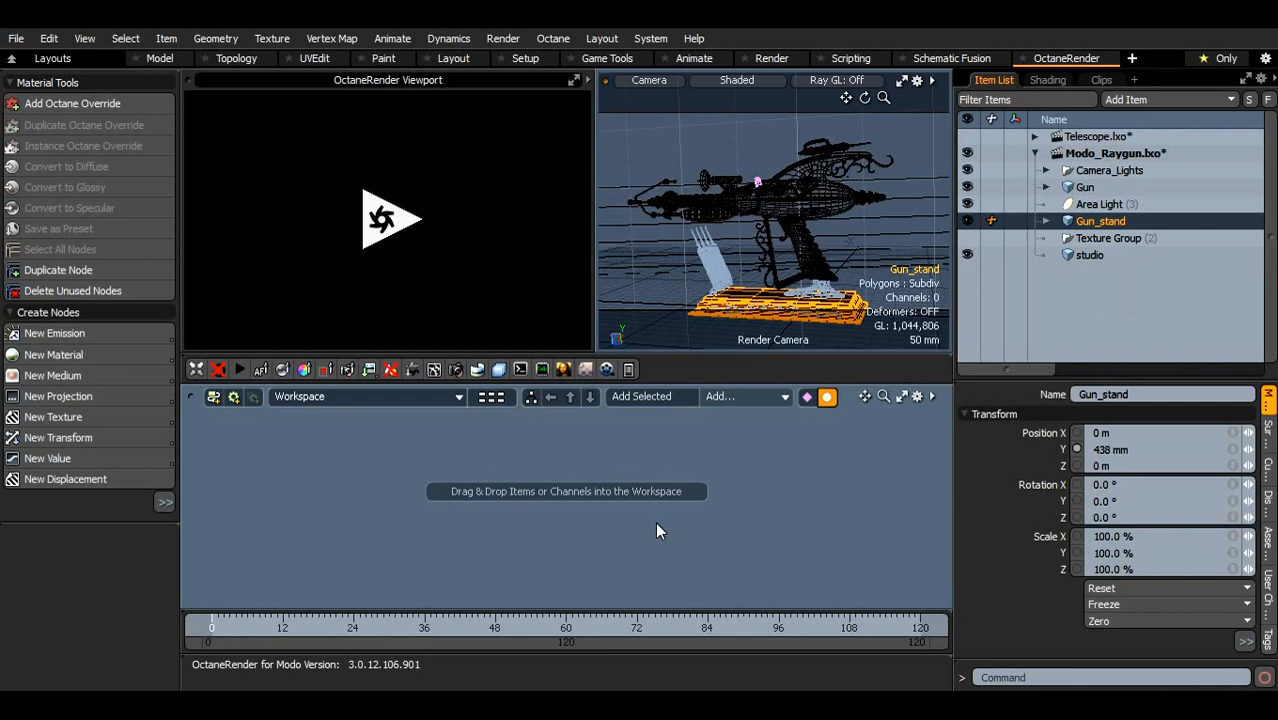 File Edit View Select Item Geometry Texture Vertex Map Animate Dynamics Render Octane Layout System Help
Layouts Model Topology UVEdit Paint Layout Setup Game Tools Animate Render Scripting Schematic Fusion OctaneRender + Only
Material Tools
Add Octane Override
Duplicate Octane Override
Instance Octane Override
Convert to Diffuse
Convert to Glossy
Convert to Specular
Save as Preset
Select All Nodes
Duplicate Node
Delete Unused Nodes
Create Nodes
New Emission
New Material
New Medium
New Projection
New Texture
New Transform
New Value
New Displacement
>>
OctaneRender Viewport
Camera Shaded Ray GL: Off
Gun_stand
Polygons : Subdiv
Channels: 0
Deformers: OFF
GL: 1,044,806
50 mm
Render Camera
Y
Workspace Add Selected Add...
Drag & Drop Items or Channels into the Workspace
0 12 24 36 48 60 72 84 96 108 120
0 120 120
OctaneRender for Modo Version: 3.0.12.106.901
Item List Shading Clips +
Filter Items Add Item S F
Name
Telescope.lxo*
Modo_Raygun.lxo*
Camera_Lights
Gun
Area Light (3)
Gun_stand
Texture Group (2)
studio
Name Gun_stand
Transform
Position X 0 m
Y 438 mm
Z 0 m
Rotation X 0.0 °
Y 0.0 °
Z 0.0 °
Scale X 100.0 %
Y 100.0 %
Z 100.0 %
Reset
Freeze
Zero
>>
M ...
Sur ...
Cu ...
Dis ...
Asse...
User Ch ...
Tags
> Command